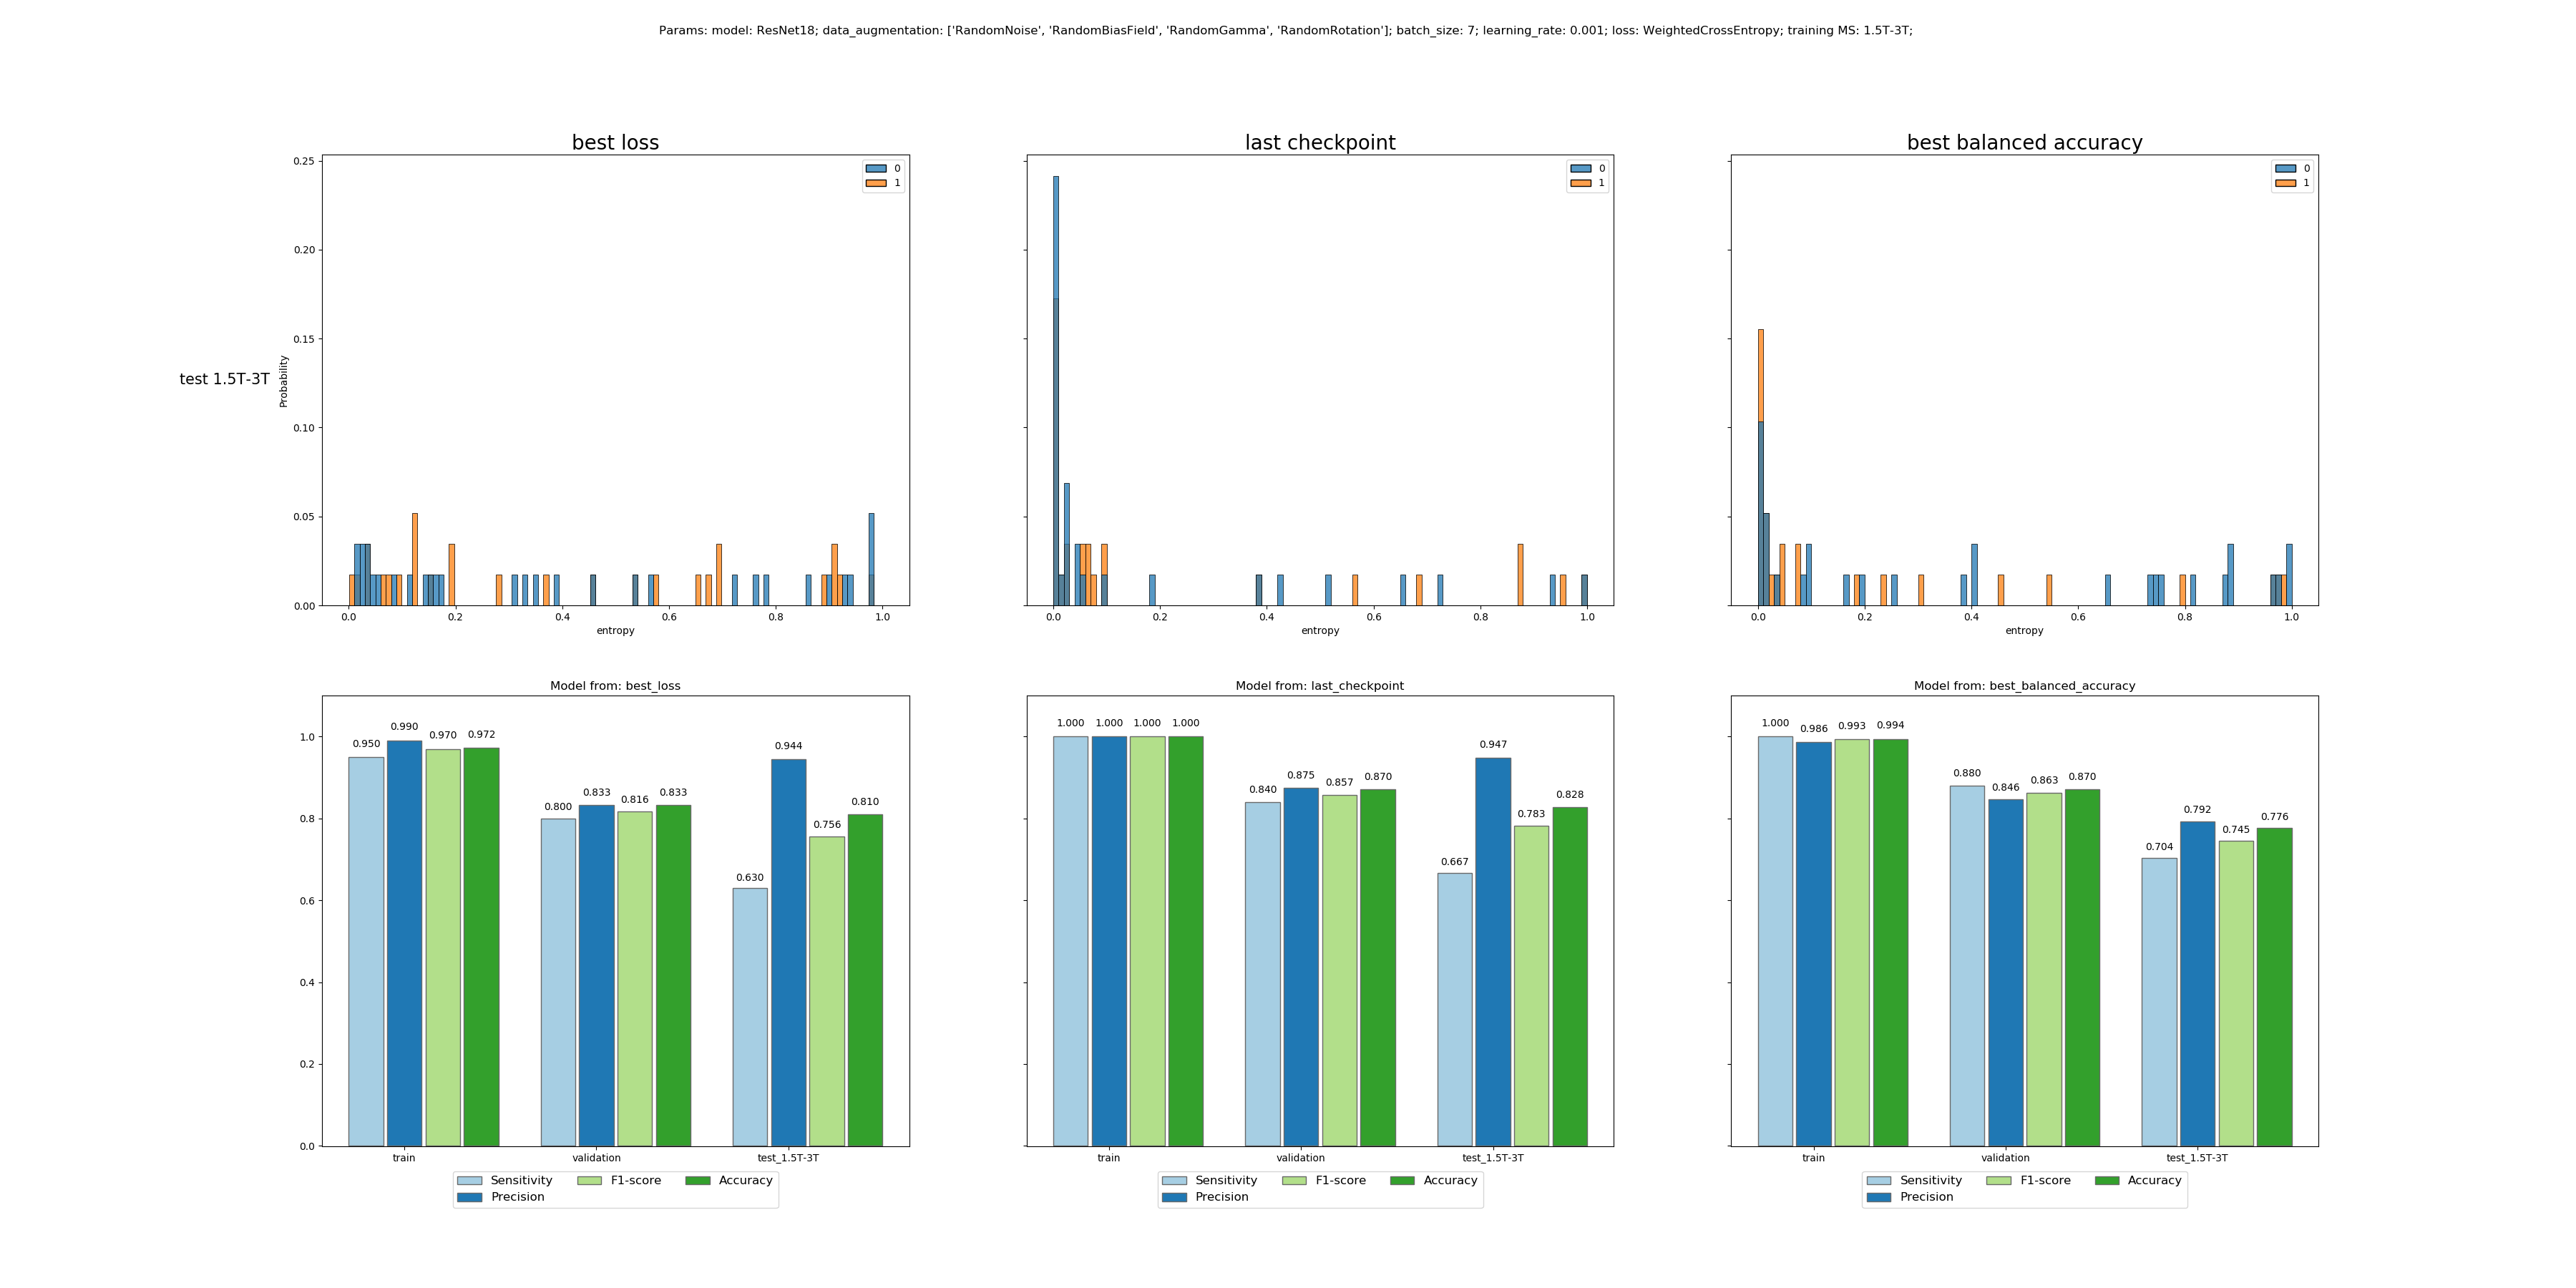 Params: model: ResNet18; data_augmentation: ['RandomNoise', 'RandomBiasField', 'RandomGamma', 'RandomRotation']; batch_size: 7; learning_rate: 0.001; loss: WeightedCrossEntropy; training MS: 1.5T-3T;
best loss
last checkpoint
best balanced accuracy
test 1.5T-3T
Probability
0.25
0.20
0.15
0.10
0.05
0.00
0
1
0.0 0.2 0.4 0.6 0.8 1.0
entropy
0
1
0.0 0.2 0.4 0.6 0.8 1.0
entropy
0
1
0.0 0.2 0.4 0.6 0.8 1.0
entropy
Model from: best_loss
1.0
0.8
0.6
0.4
0.2
0.0
0.950 0.990 0.970 0.972
0.800 0.833 0.816 0.833
0.630 0.944 0.756 0.810
train validation test_1.5T-3T
Sensitivity F1-score Accuracy
Precision
Model from: last_checkpoint
1.000 1.000 1.000 1.000
0.840 0.875 0.857 0.870
0.667 0.947 0.783 0.828
train validation test_1.5T-3T
Sensitivity F1-score Accuracy
Precision
Model from: best_balanced_accuracy
1.000 0.986 0.993 0.994
0.880 0.846 0.863 0.870
0.704 0.792 0.745 0.776
train validation test_1.5T-3T
Sensitivity F1-score Accuracy
Precision